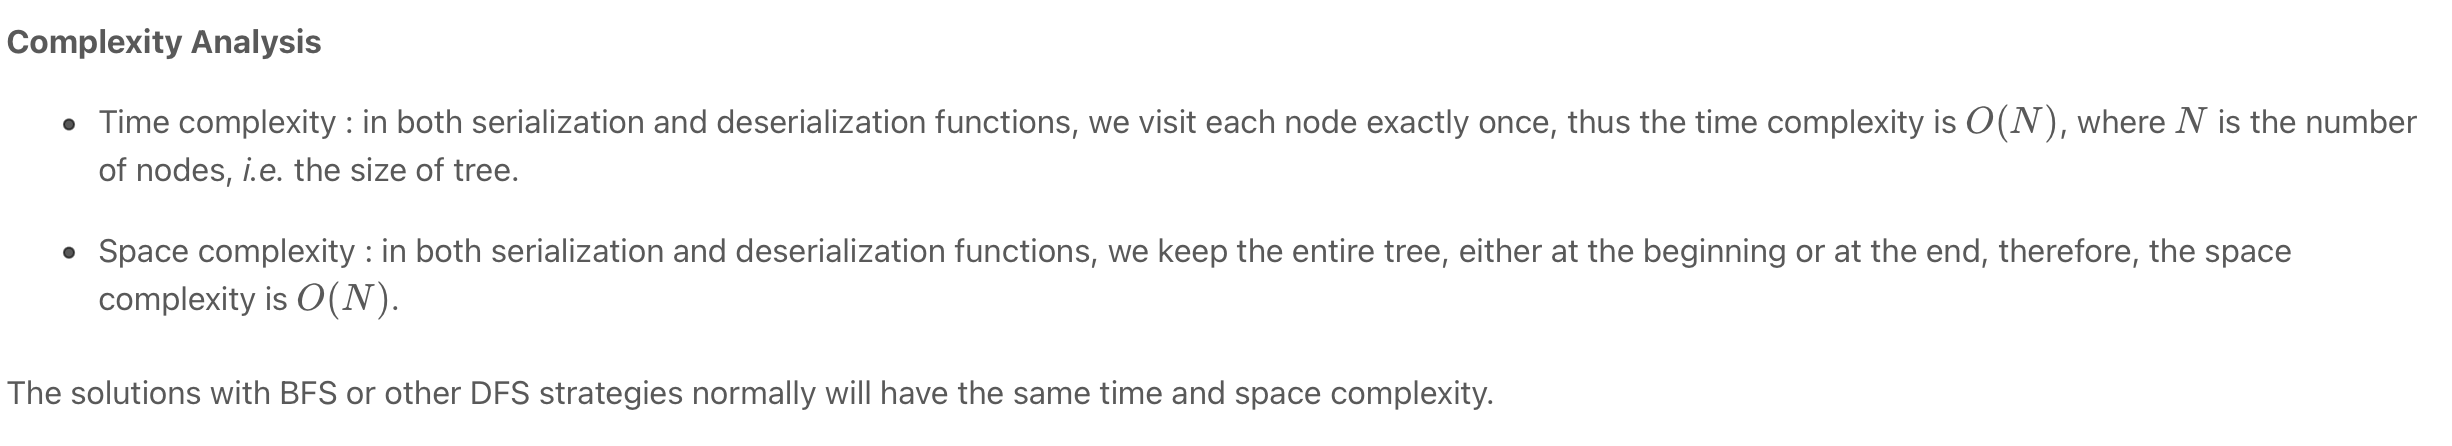 Complexity Analysis
• Time complexity : in both serialization and deserialization functions, we visit each node exactly once, thus the time complexity is O(N), where N is the number
of nodes, i.e. the size of tree.
• Space complexity : in both serialization and deserialization functions, we keep the entire tree, either at the beginning or at the end, therefore, the space
complexity is O(N).
The solutions with BFS or other DFS strategies normally will have the same time and space complexity.